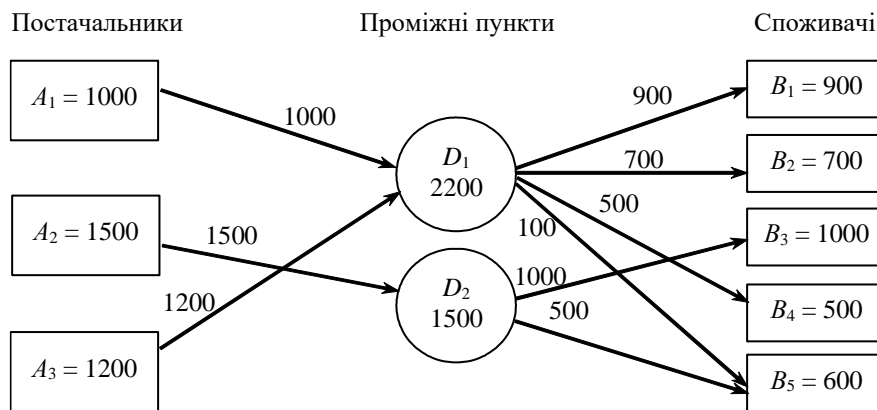 Постачальники Проміжні пункти Споживачі
A1 = 1000
A2 = 1500
A3 = 1200
1000
1500
1200
D1
2200
D2
1500
900
700
500
100
1000
500
B1 = 900
B2 = 700
B3 = 1000
B4 = 500
B5 = 600